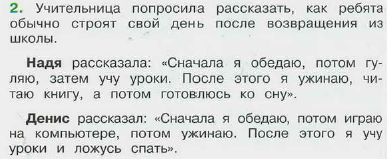 2. Учительница попросила рассказать, как ребята
обычно строят свой день после возвращения из
школы.
Надя рассказала: «Сначала я обедаю, потом гу-
ляю, затем учу уроки. После этого я ужинаю, чи-
таю книгу, а потом готовлюсь ко сну».
Денис рассказал: «Сначала я обедаю, потом играю
на компьютере, потом ужинаю. После этого я учу
уроки и ложусь спать».